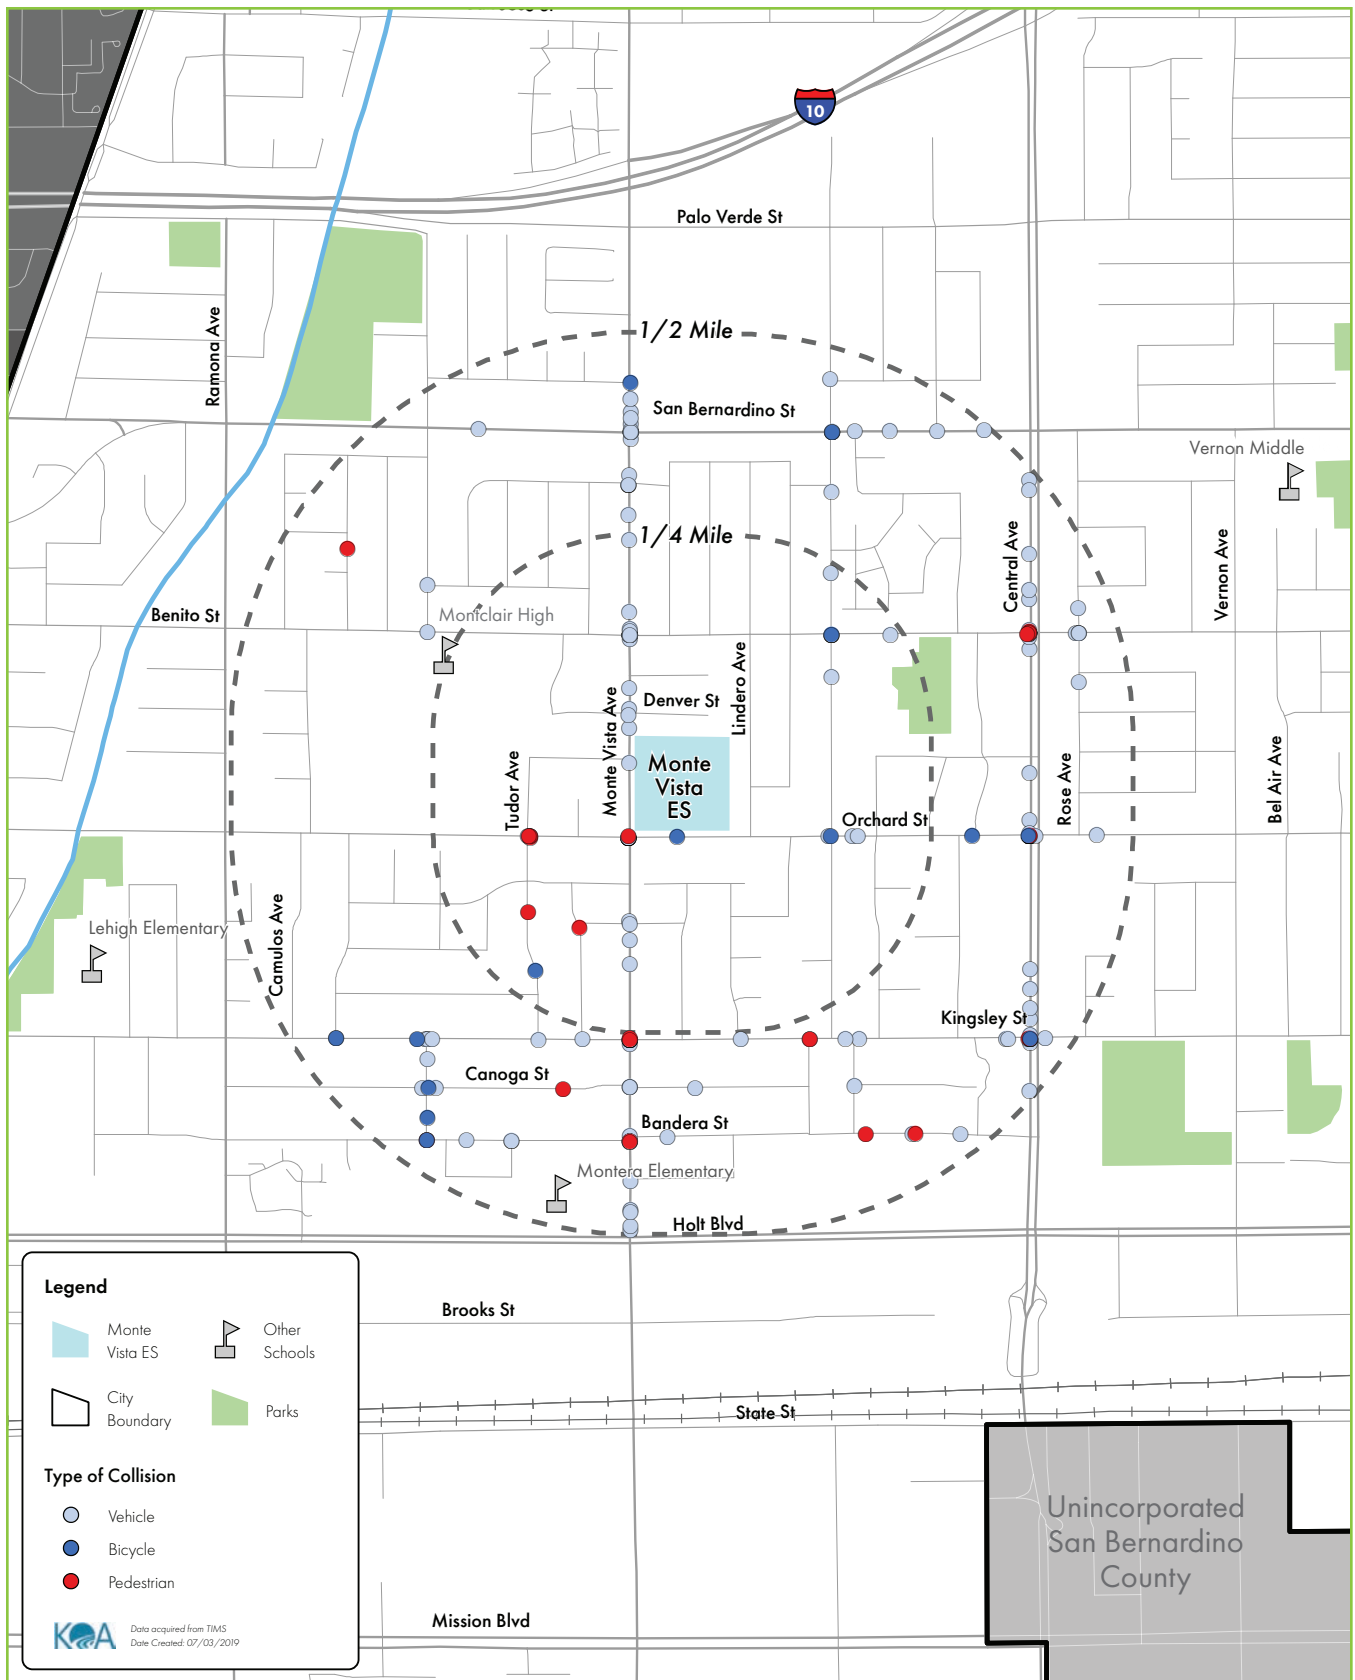 10
Palo Verde St
Ramona Ave
1/2 Mile
San Bernardino St
Vernon Middle
1/4 Mile
Central Ave
Vernon Ave
Benito St
Montclair High
Lindero Ave
Denver St
Monte Vista Ave
Monte
Vista
ES
Tudor Ave
Rose Ave
Bel Air Ave
Orchard St
Camulos Ave
Lehigh Elementary
Kingsley St
Canoga St
Bandera St
Montera Elementary
Holt Blvd
Legend
Monte
Vista ES
Other
Schools
City
Boundary
Parks
Type of Collision
Vehicle
Bicycle
Pedestrian
KOA
Data acquired from TIMS
Date Created: 07/03/2019
Brooks St
State St
Unincorporated
San Bernardino
County
Mission Blvd